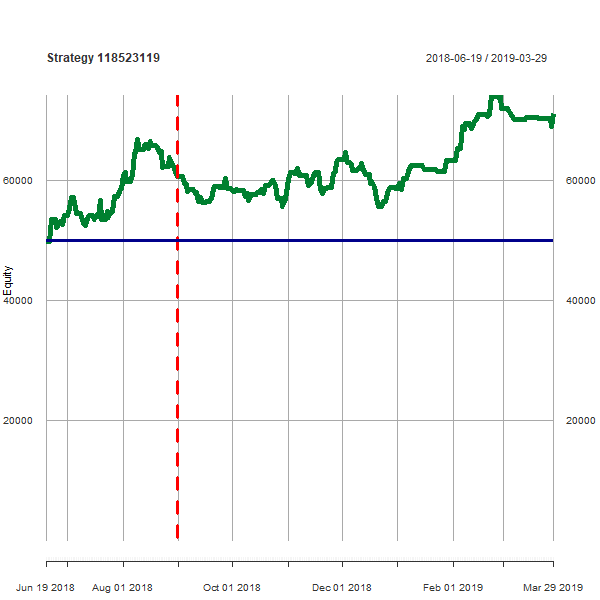 Strategy 118523119
2018-06-19 / 2019-03-29
60000
60000
Equity
40000
40000
20000
20000
Jun 19 2018
Aug 01 2018
Oct 01 2018
Dec 01 2018
Feb 01 2019
Mar 29 2019